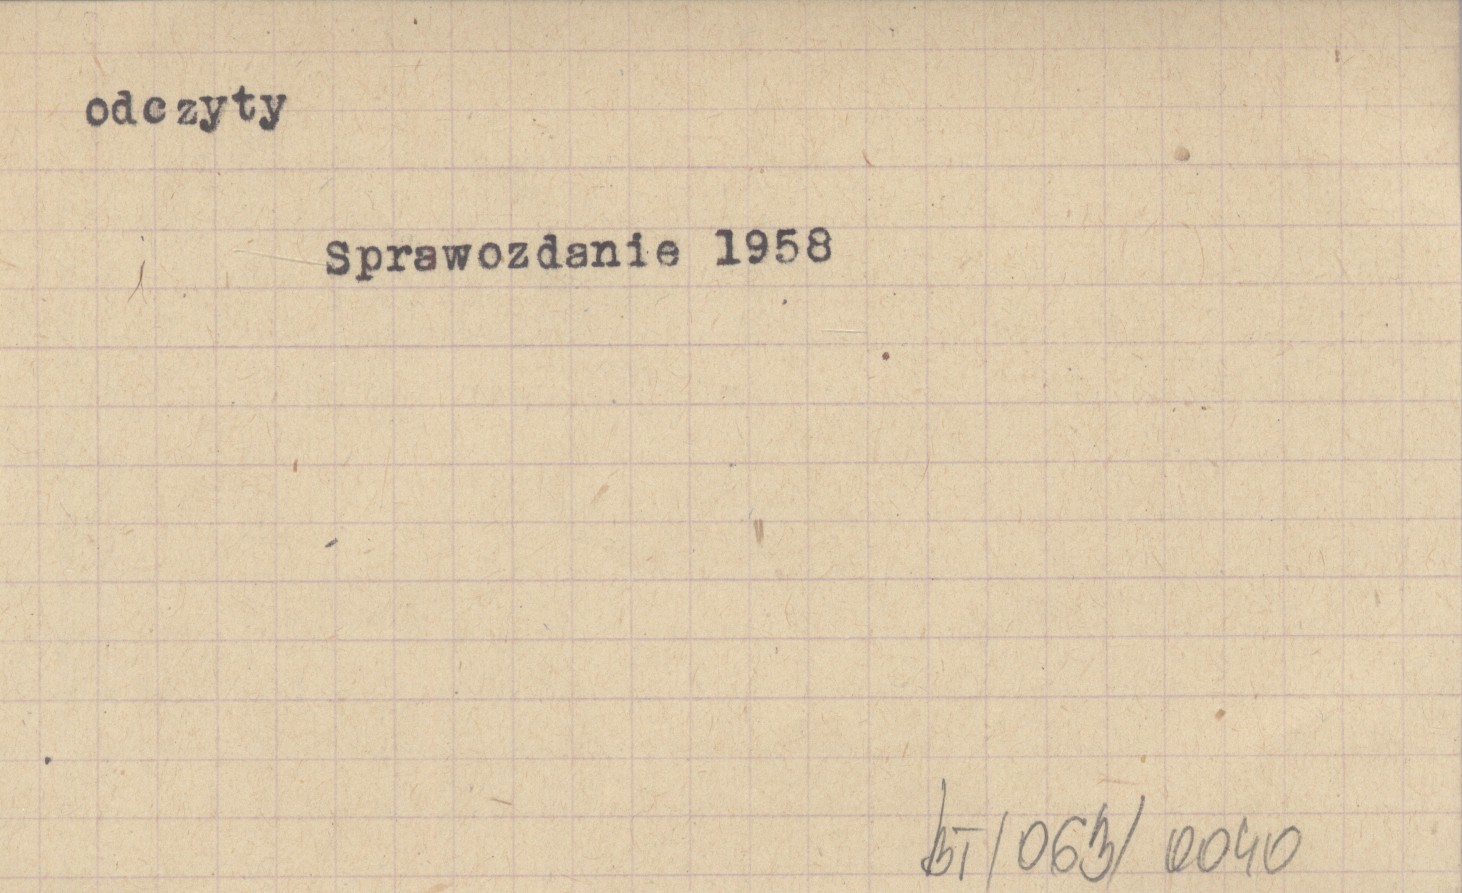 odczyty
Sprawozdanie 1958
bT/063/0040